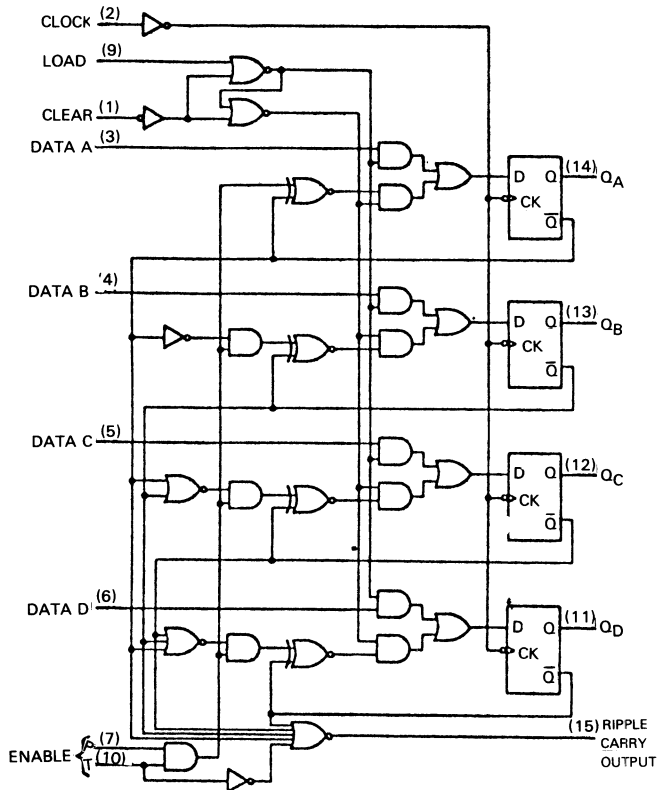 CLOCK (2)
LOAD (9)
CLEAR (1)
DATA A (3)
D Q (14) QA
CK
Q̅
DATA B '4)
D Q (13) QB
CK
Q̅
DATA C (5)
D Q (12) QC
CK
Q̅
DATA D (6)
D Q (11) QD
CK
Q̅
(15) RIPPLE
CARRY
OUTPUT
ENABLE
P (7)
T (10)